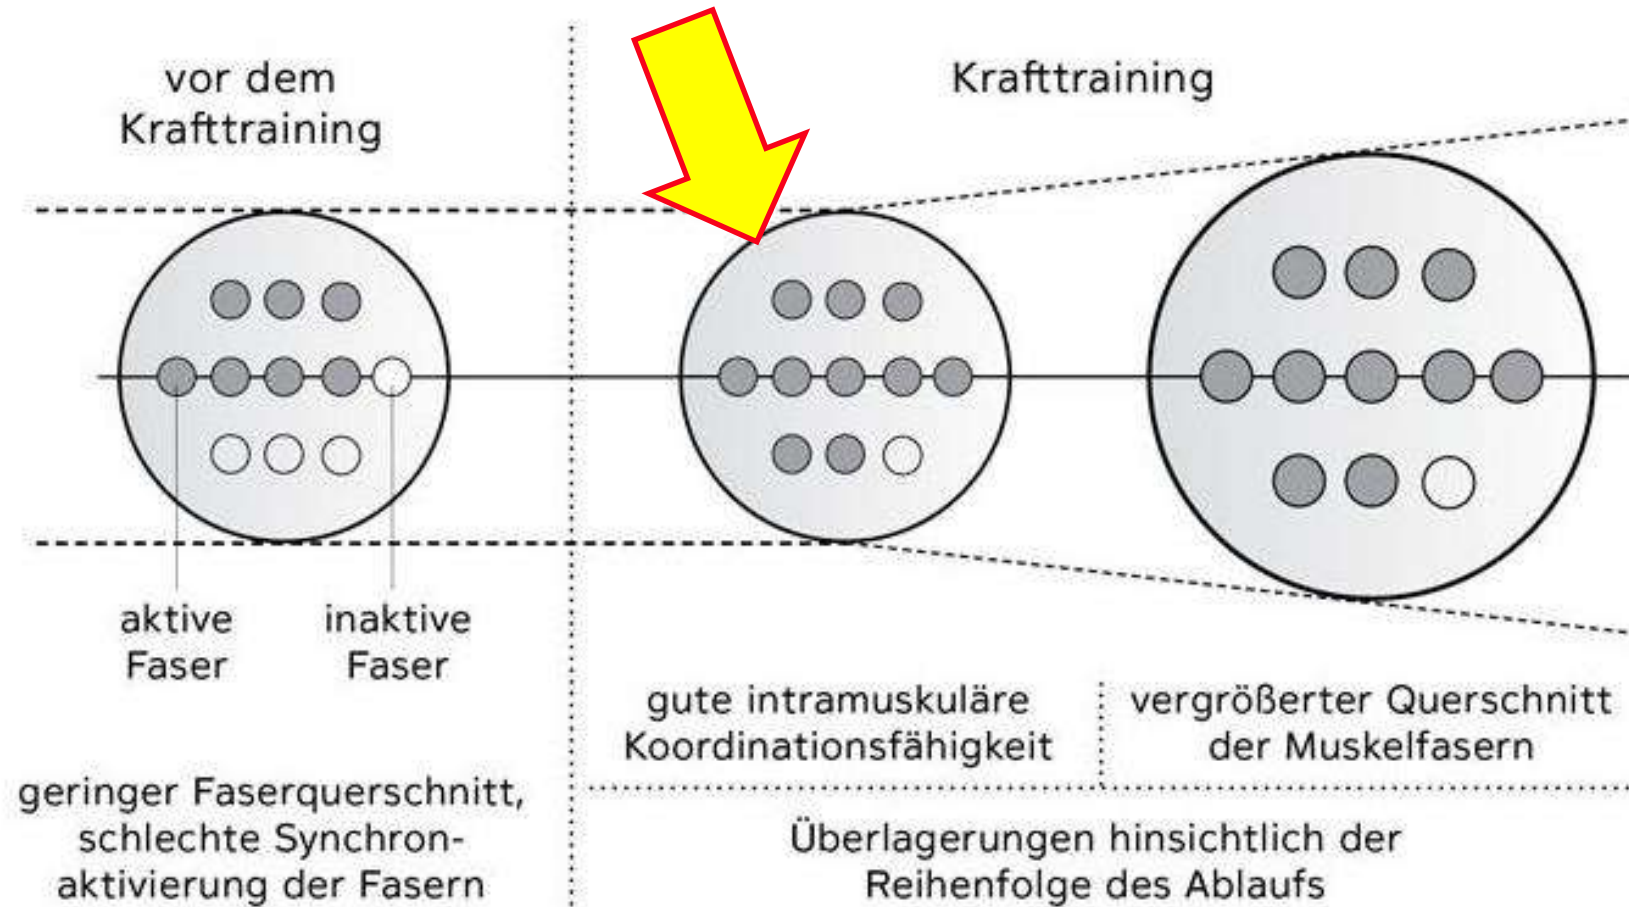 vor dem
Krafttraining
Krafttraining
aktive
Faser
inaktive
Faser
gute intramuskuläre
Koordinationsfähigkeit
vergrößerter Querschnitt
der Muskelfasern
geringer Faserquerschnitt,
schlechte Synchron-
aktivierung der Fasern
Überlagerungen hinsichtlich der
Reihenfolge des Ablaufs